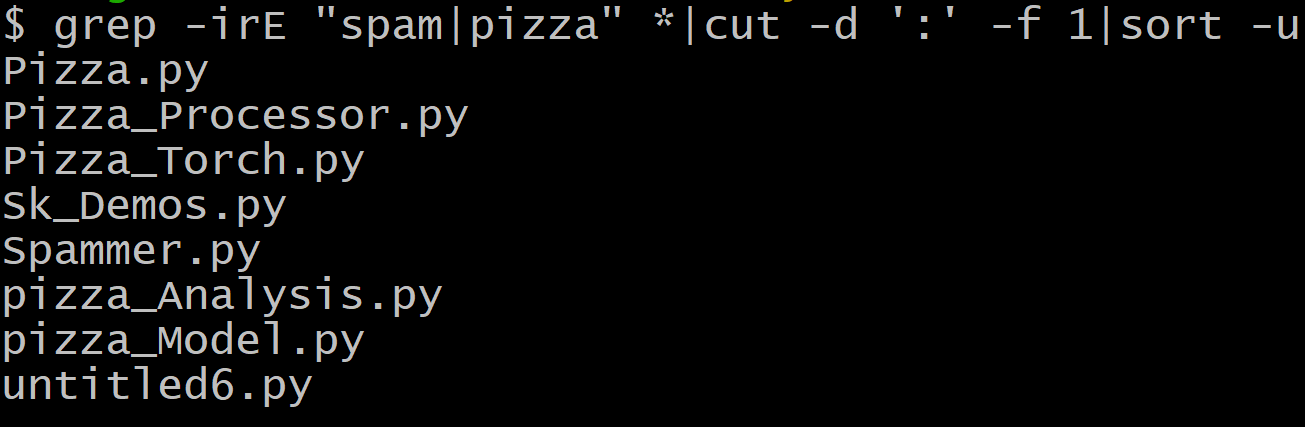 $ grep -irE "spam|pizza" *|cut -d ':' -f 1|sort -u
Pizza.py
Pizza_Processor.py
Pizza_Torch.py
Sk_Demos.py
Spammer.py
pizza_Analysis.py
pizza_Model.py
untitled6.py